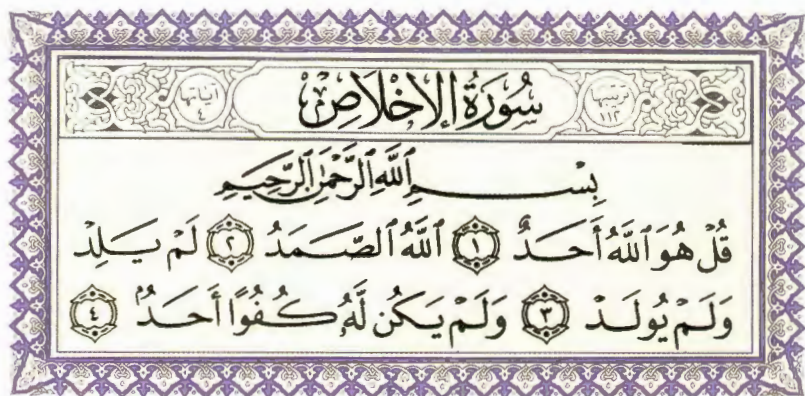 ترتيبها ١١٢ سُورَةُ الإِخْلَاصِ آياتها ٤
بِسْمِ ٱللَّهِ ٱلرَّحْمَٰنِ ٱلرَّحِيمِ
قُلْ هُوَ ٱللَّهُ أَحَدٌ ١ ٱللَّهُ ٱلصَّمَدُ ٢ لَمْ يَلِدْ
وَلَمْ يُولَدْ ٣ وَلَمْ يَكُن لَّهُۥ كُفُوًا أَحَدٌۢ ٤